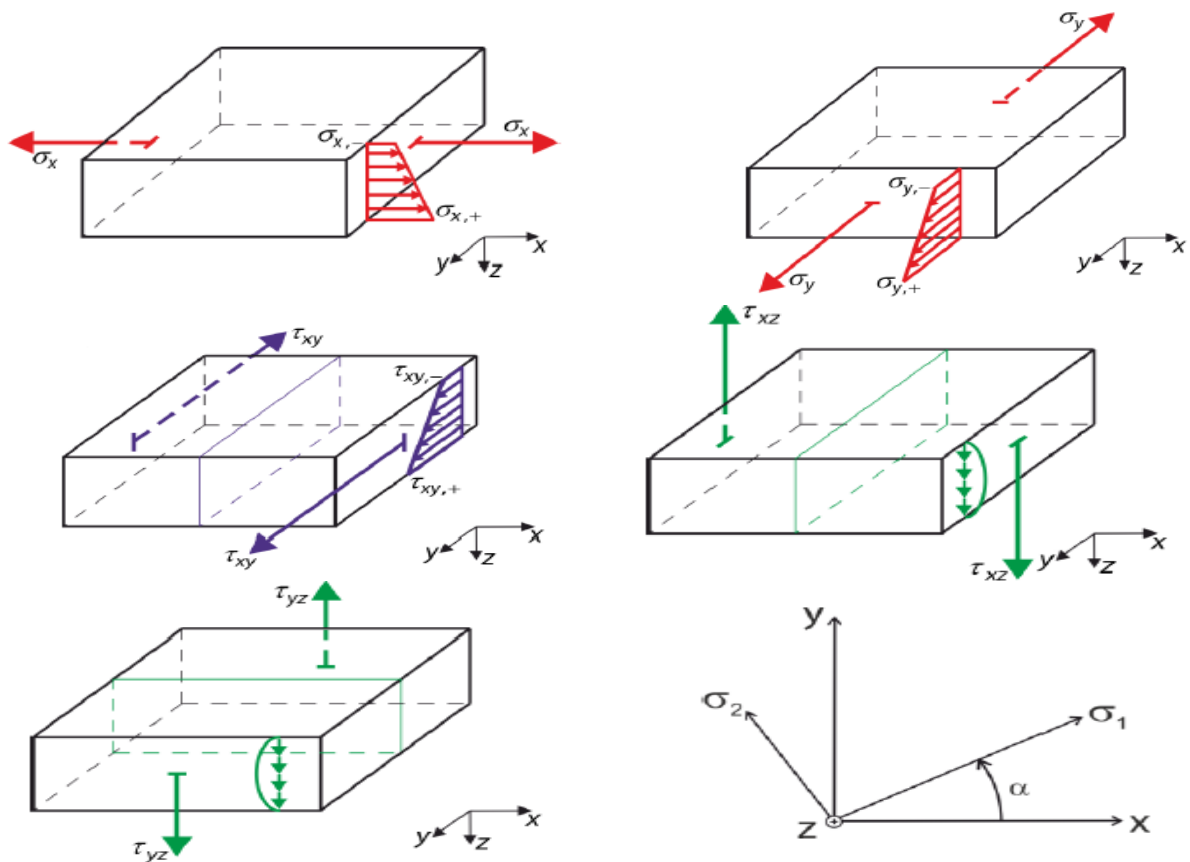 σx
σx,-
σx
σx,+
x
y
z
σy
σy,-
σy
σy,+
x
y
z
τxy
τxy,-
τxy,+
τxy
x
y
z
τxz
τxz
x
y
z
τyz
τyz
x
y
z
y
σ2
σ1
α
z
x